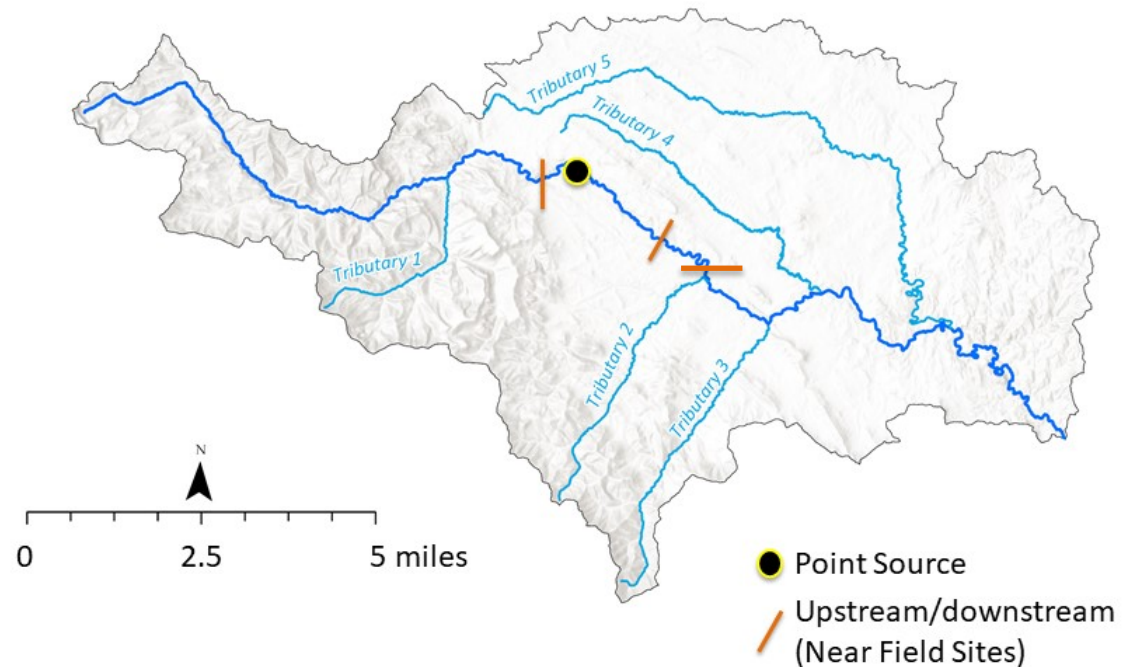 Tributary 5
Tributary 4
Tributary 1
Tributary 2
Tributary 3
N
0 2.5 5 miles
Point Source
Upstream/downstream
(Near Field Sites)